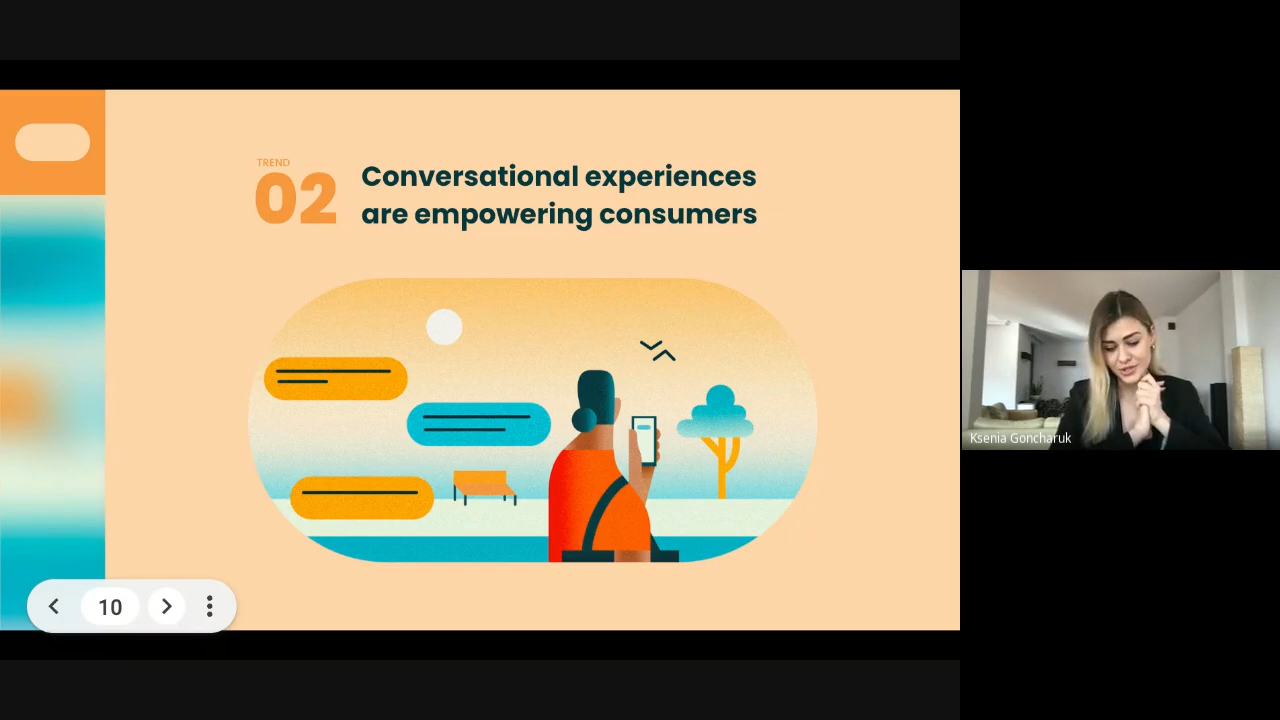 TREND
02
Conversational experiences
are empowering consumers
10
Ksenia Goncharuk